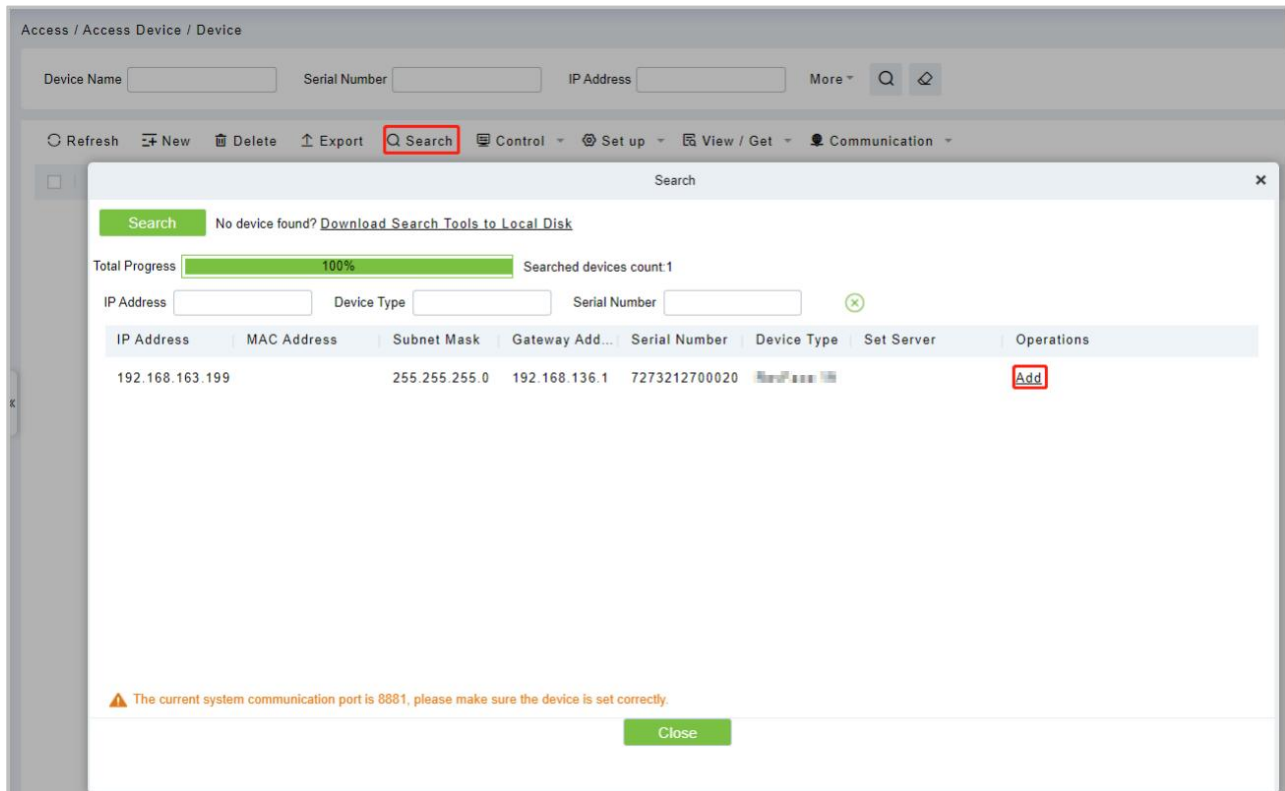 Access / Access Device / Device
Device Name Serial Number IP Address More
Refresh New Delete Export Search Control Set up View / Get Communication
Search
Search No device found? Download Search Tools to Local Disk
Total Progress 100% Searched devices count:1
IP Address Device Type Serial Number
IP Address MAC Address Subnet Mask Gateway Add... Serial Number Device Type Set Server Operations
192.168.163.199 255.255.255.0 192.168.136.1 7273212700020 Add
The current system communication port is 8881, please make sure the device is set correctly.
Close